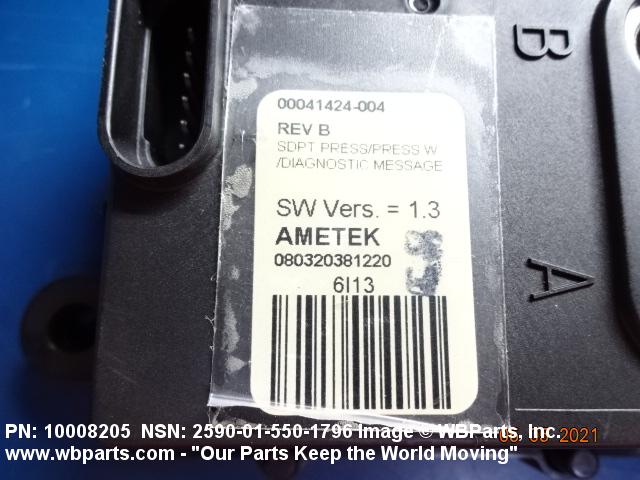 00041424-004
REV B
SDPT PRESS/PRESS W
/DIAGNOSTIC MESSAGE
SW Vers. = 1.3
AMETEK
080320381220
6I13
B
A
PN: 10008205 NSN: 2590-01-550-1796 Image © WBParts, Inc.
2021
www.wbparts.com - "Our Parts Keep the World Moving"